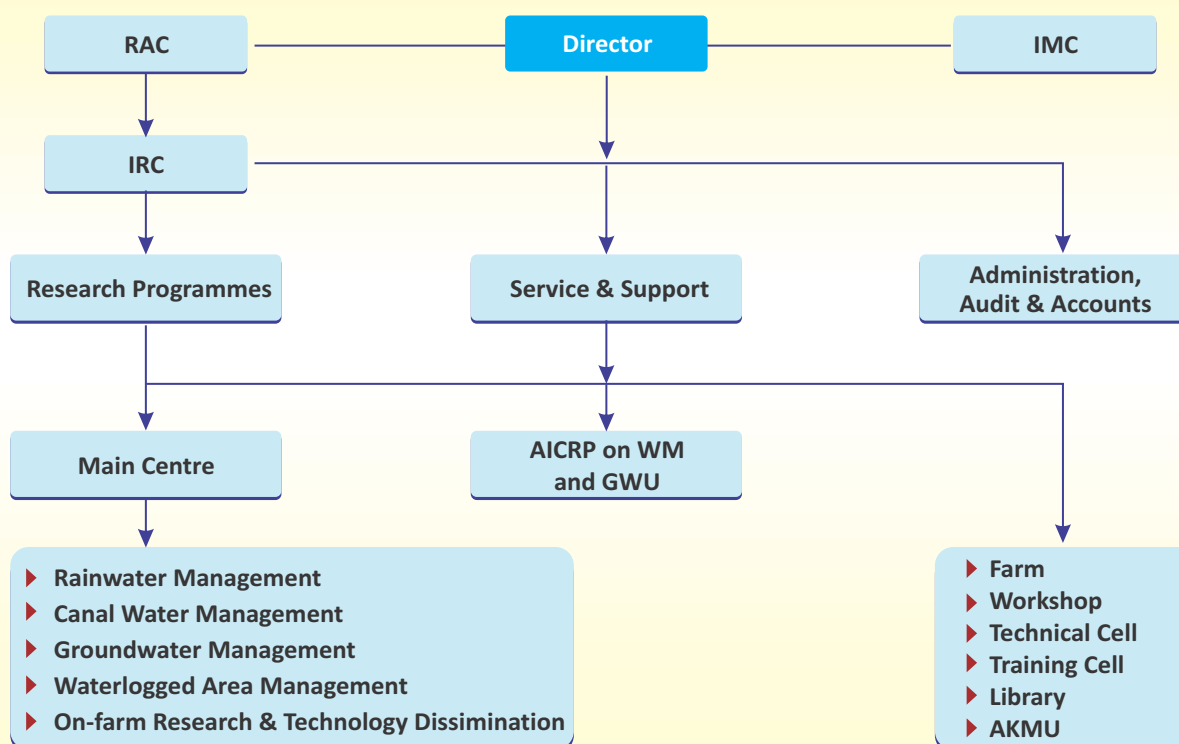 RAC
Director
IMC
IRC
Research Programmes
Service & Support
Administration,
Audit & Accounts
Main Centre
AICRP on WM
and GWU
Rainwater Management
Canal Water Management
Groundwater Management
Waterlogged Area Management
On-farm Research & Technology Dissimination
Farm
Workshop
Technical Cell
Training Cell
Library
AKMU